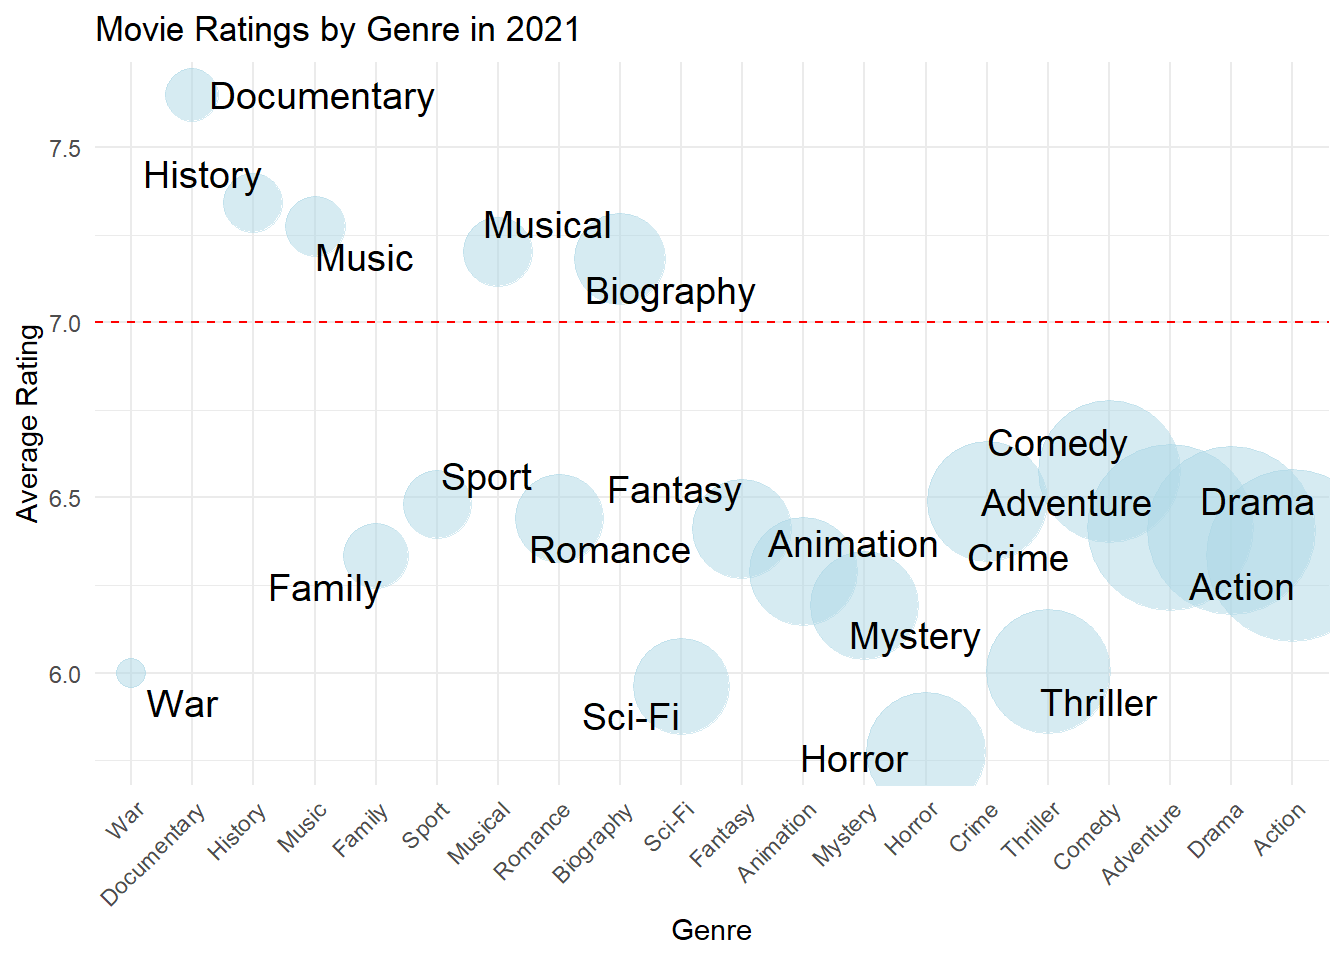 Movie Ratings by Genre in 2021
Documentary
7.5
History
Musical
Music
Biography
7.0
Average Rating
Comedy
Sport
6.5
Fantasy
Adventure
Drama
Romance
Animation
Crime
Family
Action
Mystery
6.0
War
Thriller
Sci-Fi
Horror
War
Documentary
History
Music
Family
Sport
Musical
Romance
Biography
Sci-Fi
Fantasy
Animation
Mystery
Horror
Crime
Thriller
Comedy
Adventure
Drama
Action
Genre